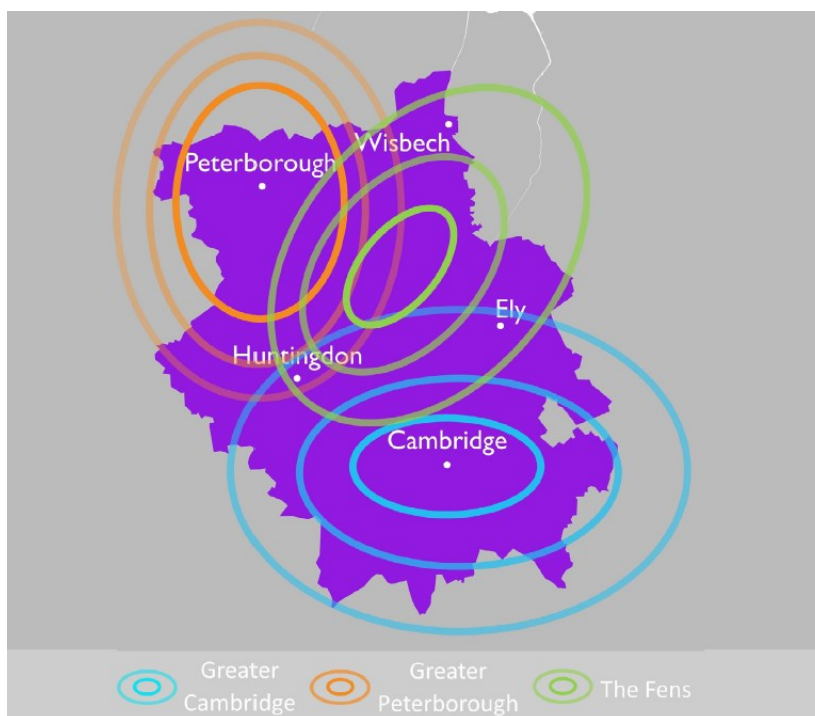 Wisbech
Peterborough
Ely
Huntingdon
Cambridge
Greater
Cambridge
Greater
Peterborough
The Fens